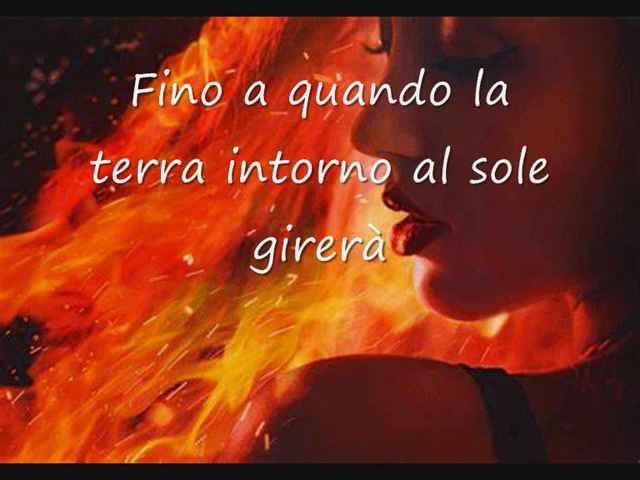 Fino a quando la
terra intorno al sole
girerà